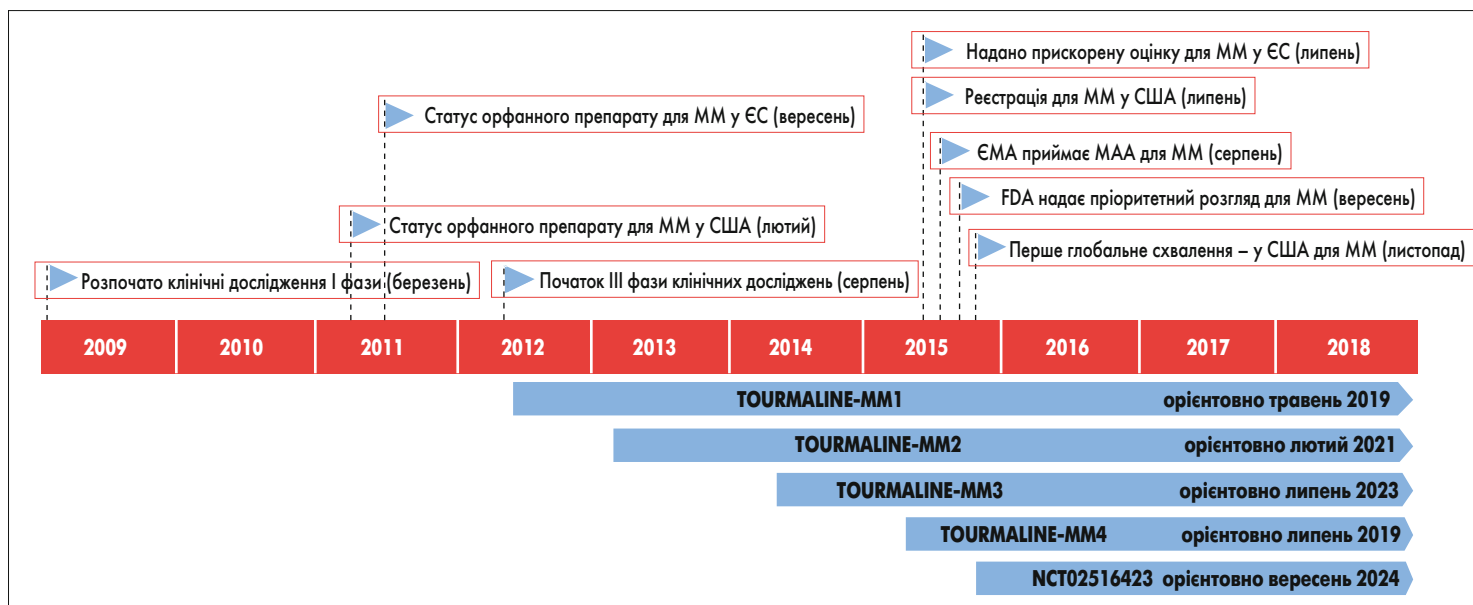 Надано прискорену оцінку для ММ у ЄС (липень)
Реєстрація для ММ у США (липень)
Статус орфанного препарату для ММ у ЄС (вересень)
ЄМА приймає МАА для ММ (серпень)
FDA надає пріоритетний розгляд для ММ (вересень)
Статус орфанного препарату для ММ у США (лютий)
Перше глобальне схвалення – у США для ММ (листопад)
Розпочато клінічні дослідження I фази (березень)
Початок III фази клінічних досліджень (серпень)
2009 2010 2011 2012 2013 2014 2015 2016 2017 2018
TOURMALINE-MM1 орієнтовно травень 2019
TOURMALINE-MM2 орієнтовно лютий 2021
TOURMALINE-MM3 орієнтовно липень 2023
TOURMALINE-MM4 орієнтовно липень 2019
NCT02516423 орієнтовно вересень 2024